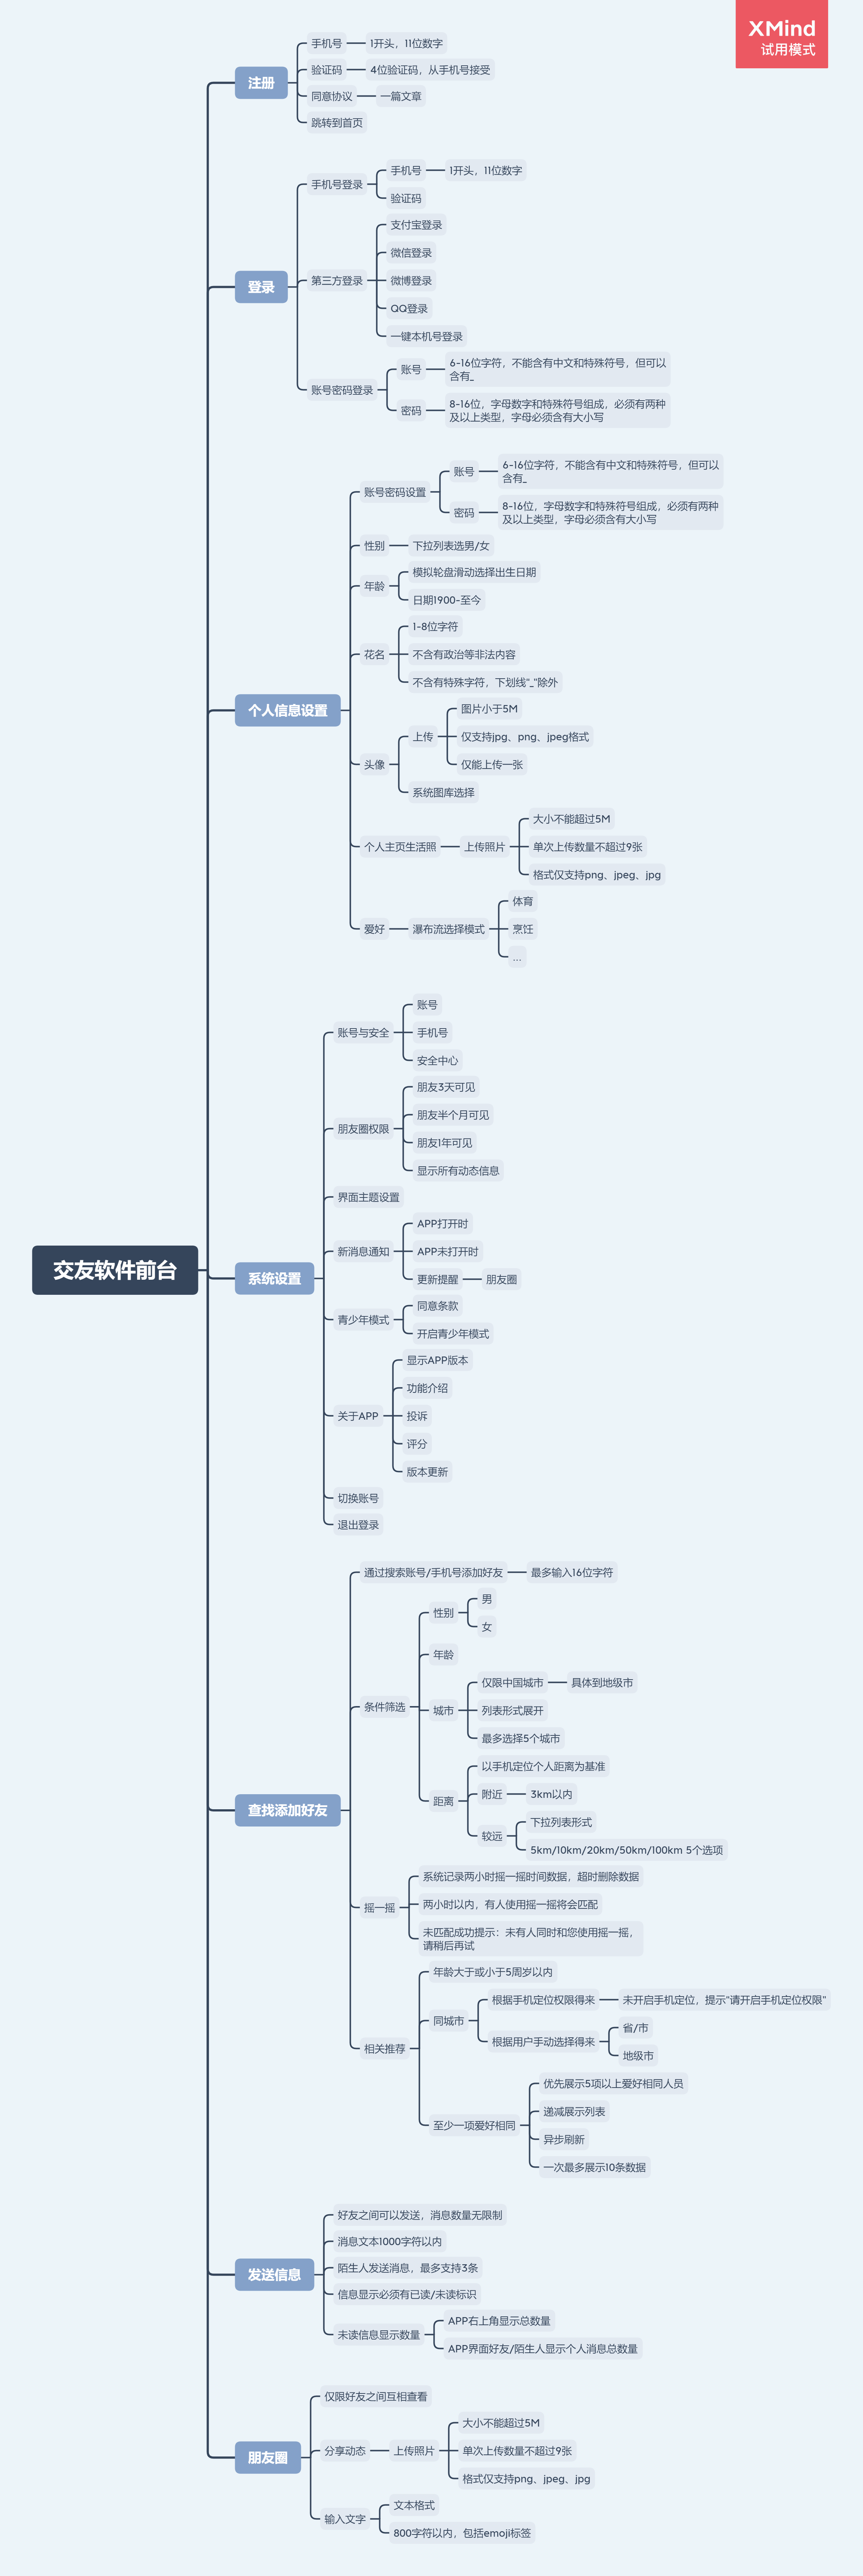 XMind
试用模式
交友软件前台
注册
手机号
1开头，11位数字
验证码
4位验证码，从手机号接受
同意协议
一篇文章
跳转到首页
登录
手机号登录
手机号
1开头，11位数字
验证码
第三方登录
支付宝登录
微信登录
微博登录
QQ登录
一键本机号登录
账号密码登录
账号
6-16位字符，不能含有中文和特殊符号，但可以
含有_
密码
8-16位，字母数字和特殊符号组成，必须有两种
及以上类型，字母必须含有大小写
个人信息设置
账号密码设置
账号
6-16位字符，不能含有中文和特殊符号，但可以
含有_
密码
8-16位，字母数字和特殊符号组成，必须有两种
及以上类型，字母必须含有大小写
性别
下拉列表选男/女
年龄
模拟轮盘滑动选择出生日期
日期1900-至今
花名
1-8位字符
不含有政治等非法内容
不含有特殊字符，下划线"_"除外
头像
上传
图片小于5M
仅支持jpg、png、jpeg格式
仅能上传一张
系统图库选择
个人主页生活照
上传照片
大小不能超过5M
单次上传数量不超过9张
格式仅支持png、jpeg、jpg
爱好
瀑布流选择模式
体育
烹饪
...
系统设置
账号与安全
账号
手机号
安全中心
朋友圈权限
朋友3天可见
朋友半个月可见
朋友1年可见
显示所有动态信息
界面主题设置
新消息通知
APP打开时
APP未打开时
更新提醒
朋友圈
青少年模式
同意条款
开启青少年模式
关于APP
显示APP版本
功能介绍
投诉
评分
版本更新
切换账号
退出登录
查找添加好友
通过搜索账号/手机号添加好友
最多输入16位字符
条件筛选
性别
男
女
年龄
城市
仅限中国城市
具体到地级市
列表形式展开
最多选择5个城市
距离
以手机定位个人距离为基准
附近
3km以内
较远
下拉列表形式
5km/10km/20km/50km/100km 5个选项
摇一摇
系统记录两小时摇一摇时间数据，超时删除数据
两小时以内，有人使用摇一摇将会匹配
未匹配成功提示：未有人同时和您使用摇一摇，
请稍后再试
相关推荐
年龄大于或小于5周岁以内
同城市
根据手机定位权限得来
未开启手机定位，提示"请开启手机定位权限"
根据用户手动选择得来
省/市
地级市
至少一项爱好相同
优先展示5项以上爱好相同人员
递减展示列表
异步刷新
一次最多展示10条数据
发送信息
好友之间可以发送，消息数量无限制
消息文本1000字符以内
陌生人发送消息，最多支持3条
信息显示必须有已读/未读标识
未读信息显示数量
APP右上角显示总数量
APP界面好友/陌生人显示个人消息总数量
朋友圈
仅限好友之间互相查看
分享动态
上传照片
大小不能超过5M
单次上传数量不超过9张
格式仅支持png、jpeg、jpg
输入文字
文本格式
800字符以内，包括emoji标签